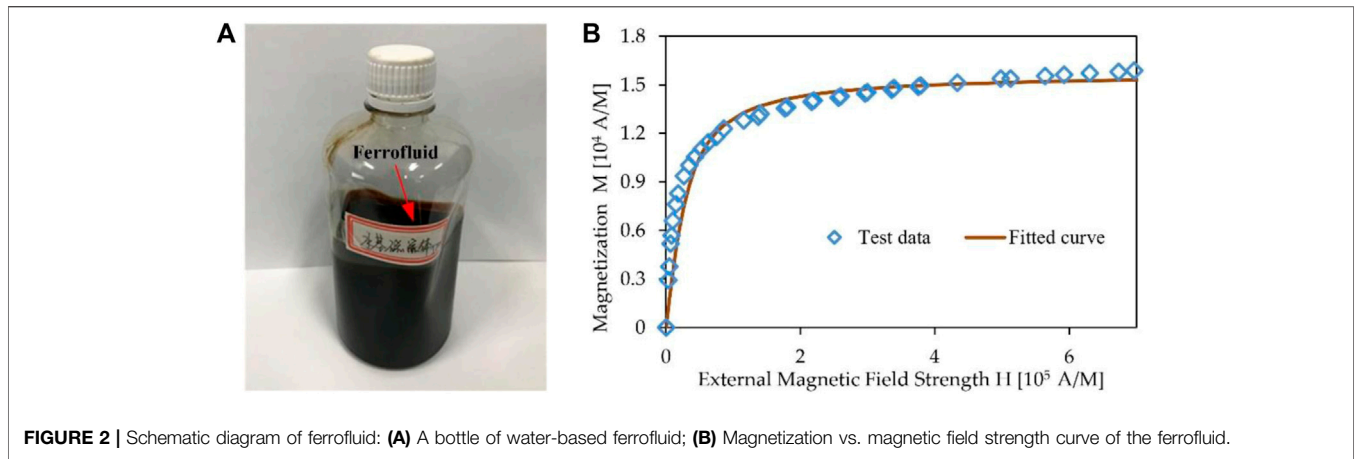 A
Ferrofluid
B
1.8
1.5
1.2
0.9
0.6
0.3
0
Magnetization M [10⁴ A/M]
Test data
Fitted curve
0 2 4 6
External Magnetic Field Strength H [10⁵ A/M]
FIGURE 2 | Schematic diagram of ferrofluid: (A) A bottle of water-based ferrofluid; (B) Magnetization vs. magnetic field strength curve of the ferrofluid.